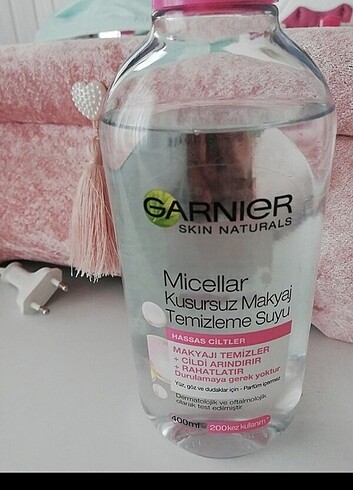 GARNIER
SKIN NATURALS
Micellar
Kusursuz Makyaj
Temizleme Suyu
HASSAS CİLTLER
MAKYAJI TEMİZLER
+ CİLDİ ARINDIRIR
+ RAHATLATIR
Durulamaya gerek yoktur
Yüz, göz ve dudaklar için - Parfüm içermez
Dermatolojik ve oftalmolojik
olarak test edilmiştir
400ml 200 kez kullanım